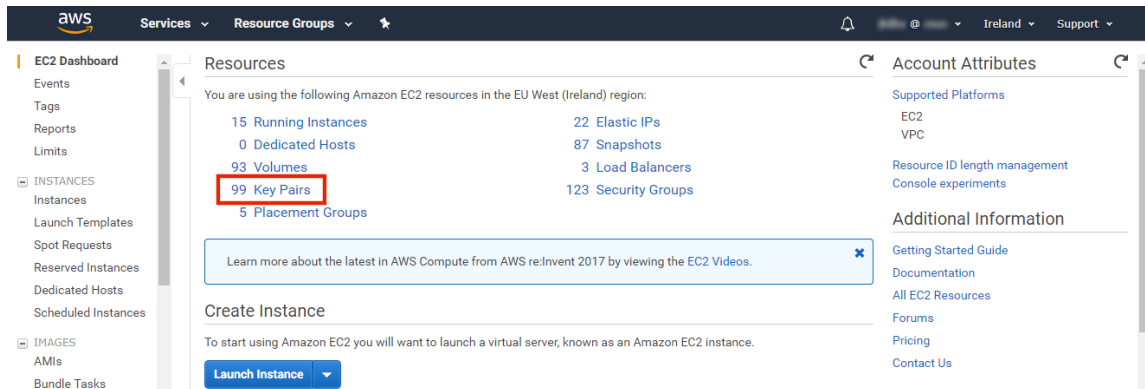 aws Services Resource Groups @ Ireland Support
EC2 Dashboard
Events
Tags
Reports
Limits
INSTANCES
Instances
Launch Templates
Spot Requests
Reserved Instances
Dedicated Hosts
Scheduled Instances
IMAGES
AMIs
Bundle Tasks
Resources
You are using the following Amazon EC2 resources in the EU West (Ireland) region:
15 Running Instances
0 Dedicated Hosts
93 Volumes
99 Key Pairs
5 Placement Groups
22 Elastic IPs
87 Snapshots
3 Load Balancers
123 Security Groups
Learn more about the latest in AWS Compute from AWS re:Invent 2017 by viewing the EC2 Videos.
Create Instance
To start using Amazon EC2 you will want to launch a virtual server, known as an Amazon EC2 instance.
Launch Instance
Account Attributes
Supported Platforms
EC2
VPC
Resource ID length management
Console experiments
Additional Information
Getting Started Guide
Documentation
All EC2 Resources
Forums
Pricing
Contact Us